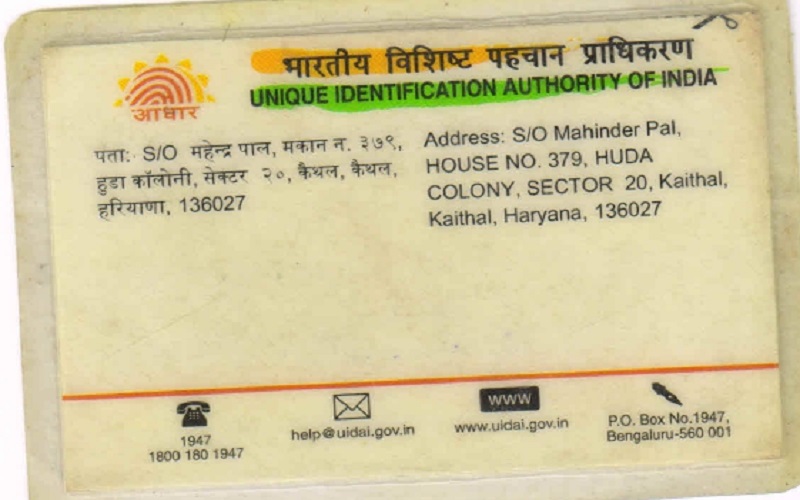 भारतीय विशिष्ट पहचान प्राधिकरण
UNIQUE IDENTIFICATION AUTHORITY OF INDIA
आधार
पताः S/O महेन्द्र पाल, मकान न. ३७९,
हुडा कॉलोनी, सेक्टर २०, कैथल, कैथल,
हरियाणा, 136027
Address: S/O Mahinder Pal,
HOUSE NO. 379, HUDA
COLONY, SECTOR 20, Kaithal,
Kaithal, Haryana, 136027
1947
1800 180 1947
help@uidai.gov.in
www
www.uidai.gov.in
P.O. Box No.1947,
Bengaluru-560 001